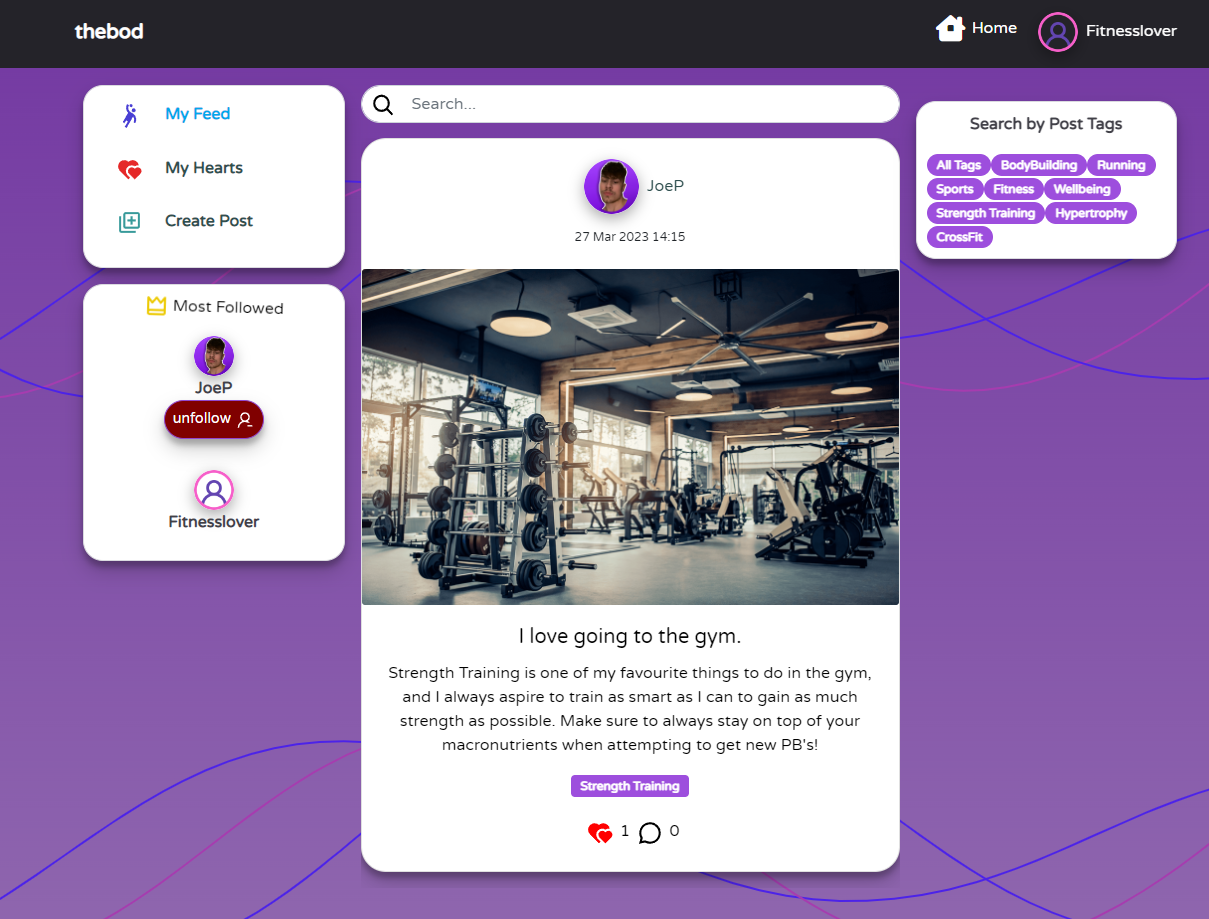 thebod
Home
Fitnesslover
My Feed
My Hearts
Create Post
Most Followed
JoeP
unfollow
Fitnesslover
Search...
JoeP
27 Mar 2023 14:15
I love going to the gym.
Strength Training is one of my favourite things to do in the gym,
and I always aspire to train as smart as I can to gain as much
strength as possible. Make sure to always stay on top of your
macronutrients when attempting to get new PB's!
Strength Training
1 0
Search by Post Tags
All Tags BodyBuilding Running
Sports Fitness Wellbeing
Strength Training Hypertrophy
CrossFit